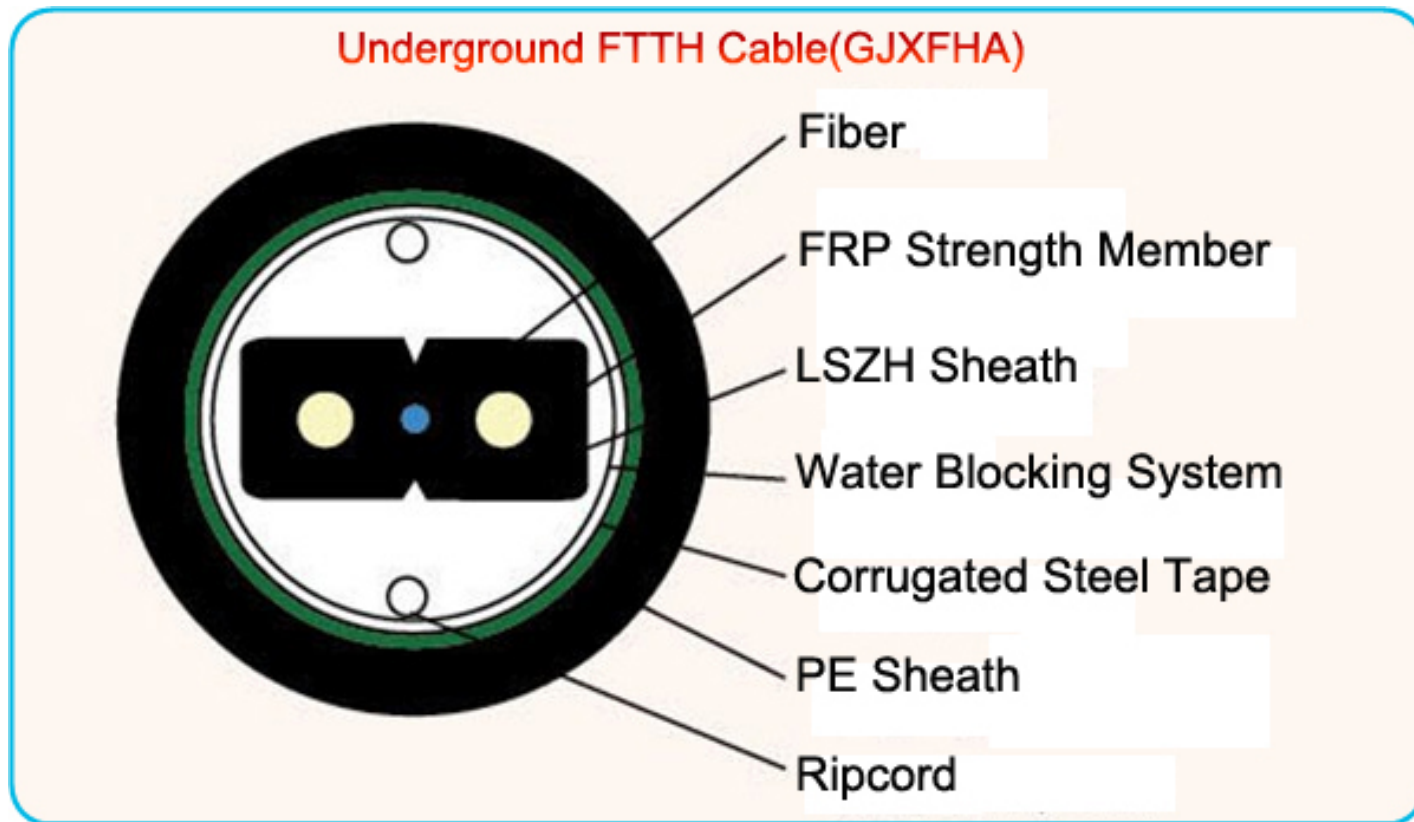 Underground FTTH Cable(GJXFHA)
Fiber
FRP Strength Member
LSZH Sheath
Water Blocking System
Corrugated Steel Tape
PE Sheath
Ripcord